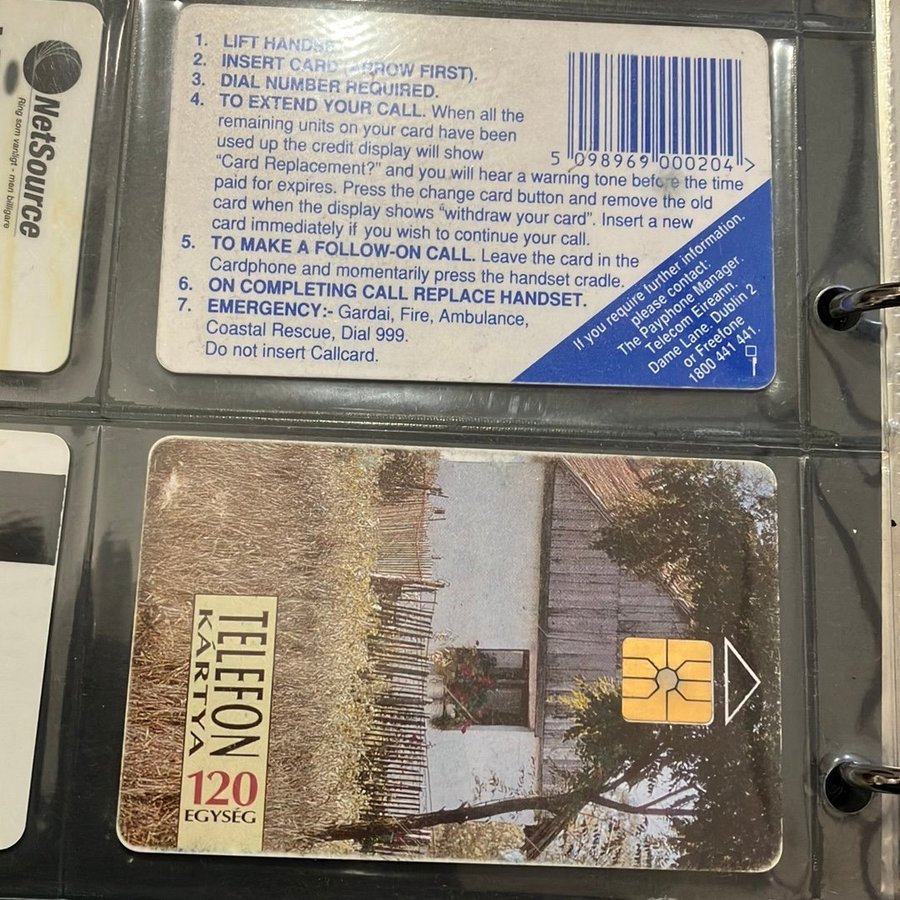 NetSource
Ring som vanligt - men billigare
1. LIFT HANDSET.
2. INSERT CARD (ARROW FIRST).
3. DIAL NUMBER REQUIRED.
4. TO EXTEND YOUR CALL. When all the
remaining units on your card have been
used up the credit display will show
“Card Replacement?” and you will hear a warning tone before the time
paid for expires. Press the change card button and remove the old
card when the display shows “withdraw your card”. Insert a new
card immediately if you wish to continue your call.
5. TO MAKE A FOLLOW-ON CALL. Leave the card in the
Cardphone and momentarily press the handset cradle.
6. ON COMPLETING CALL REPLACE HANDSET.
7. EMERGENCY:- Gardai, Fire, Ambulance,
Coastal Rescue, Dial 999.
Do not insert Callcard.
5 098969 000204 >
If you require further information.
please contact:
The Payphone Manager.
Telecom Eireann.
Dame Lane. Dublin 2
or Freefone
1800 441 441.
TELEFON
KÁRTYA
120
EGYSÉG